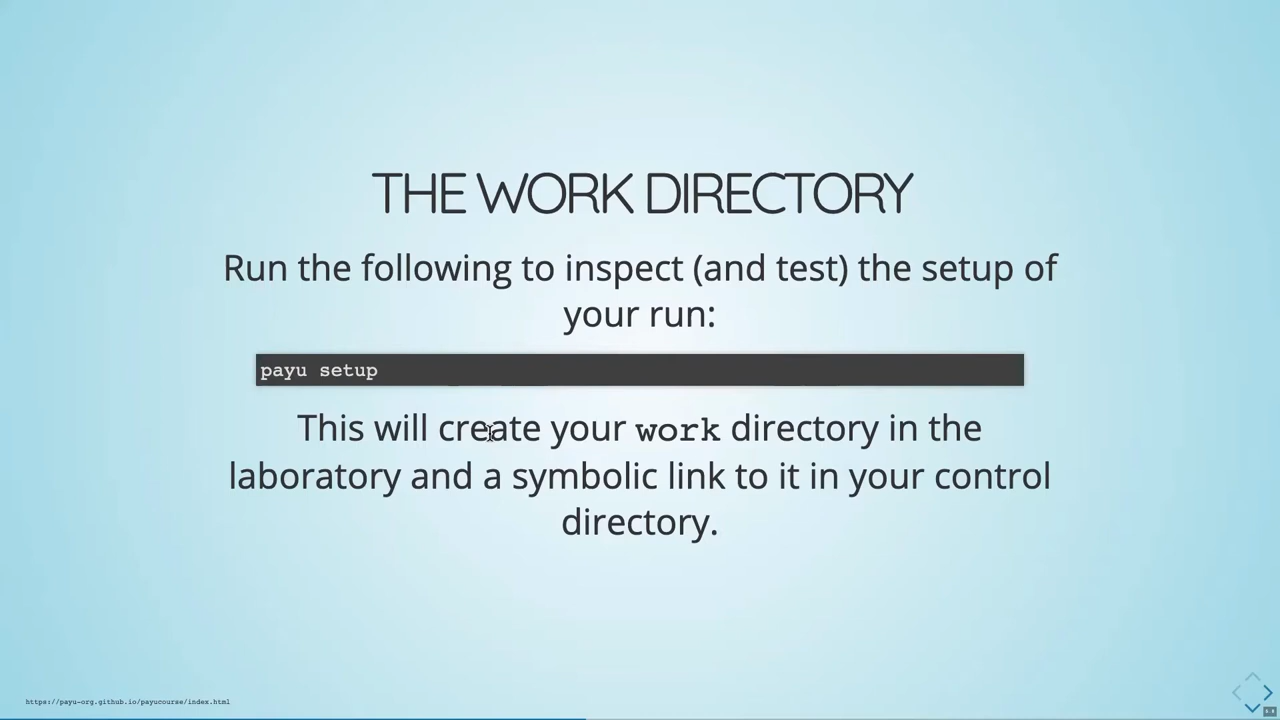 THE WORK DIRECTORY
Run the following to inspect (and test) the setup of
your run:
payu setup
This will create your work directory in the
laboratory and a symbolic link to it in your control
directory.
https://payu-org.github.io/payucourse/index.html